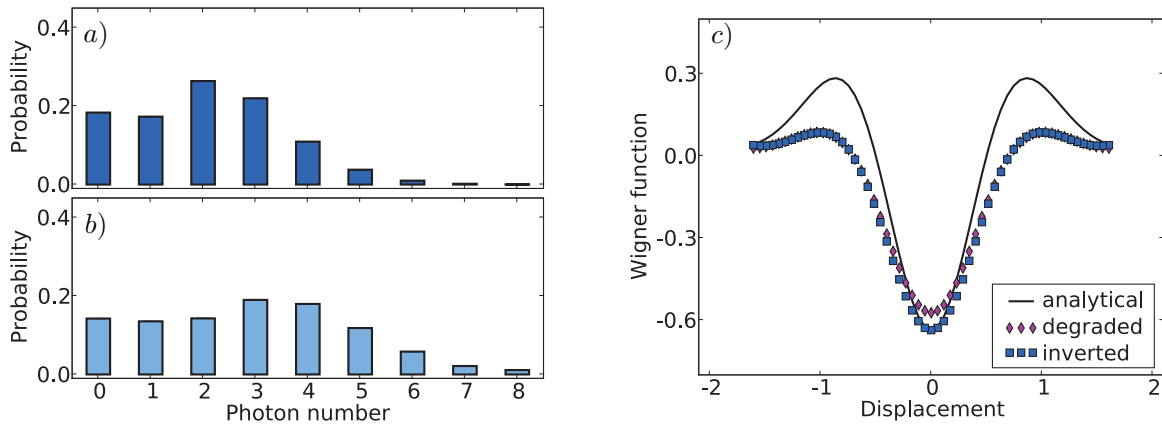 a)
0.4
0.2
0.0
Probability
b)
0.4
0.2
0.0
Probability
0 1 2 3 4 5 6 7 8
Photon number
c)
0.3
0.0
-0.3
-0.6
Wigner function
analytical
degraded
inverted
-2 -1 0 1 2
Displacement